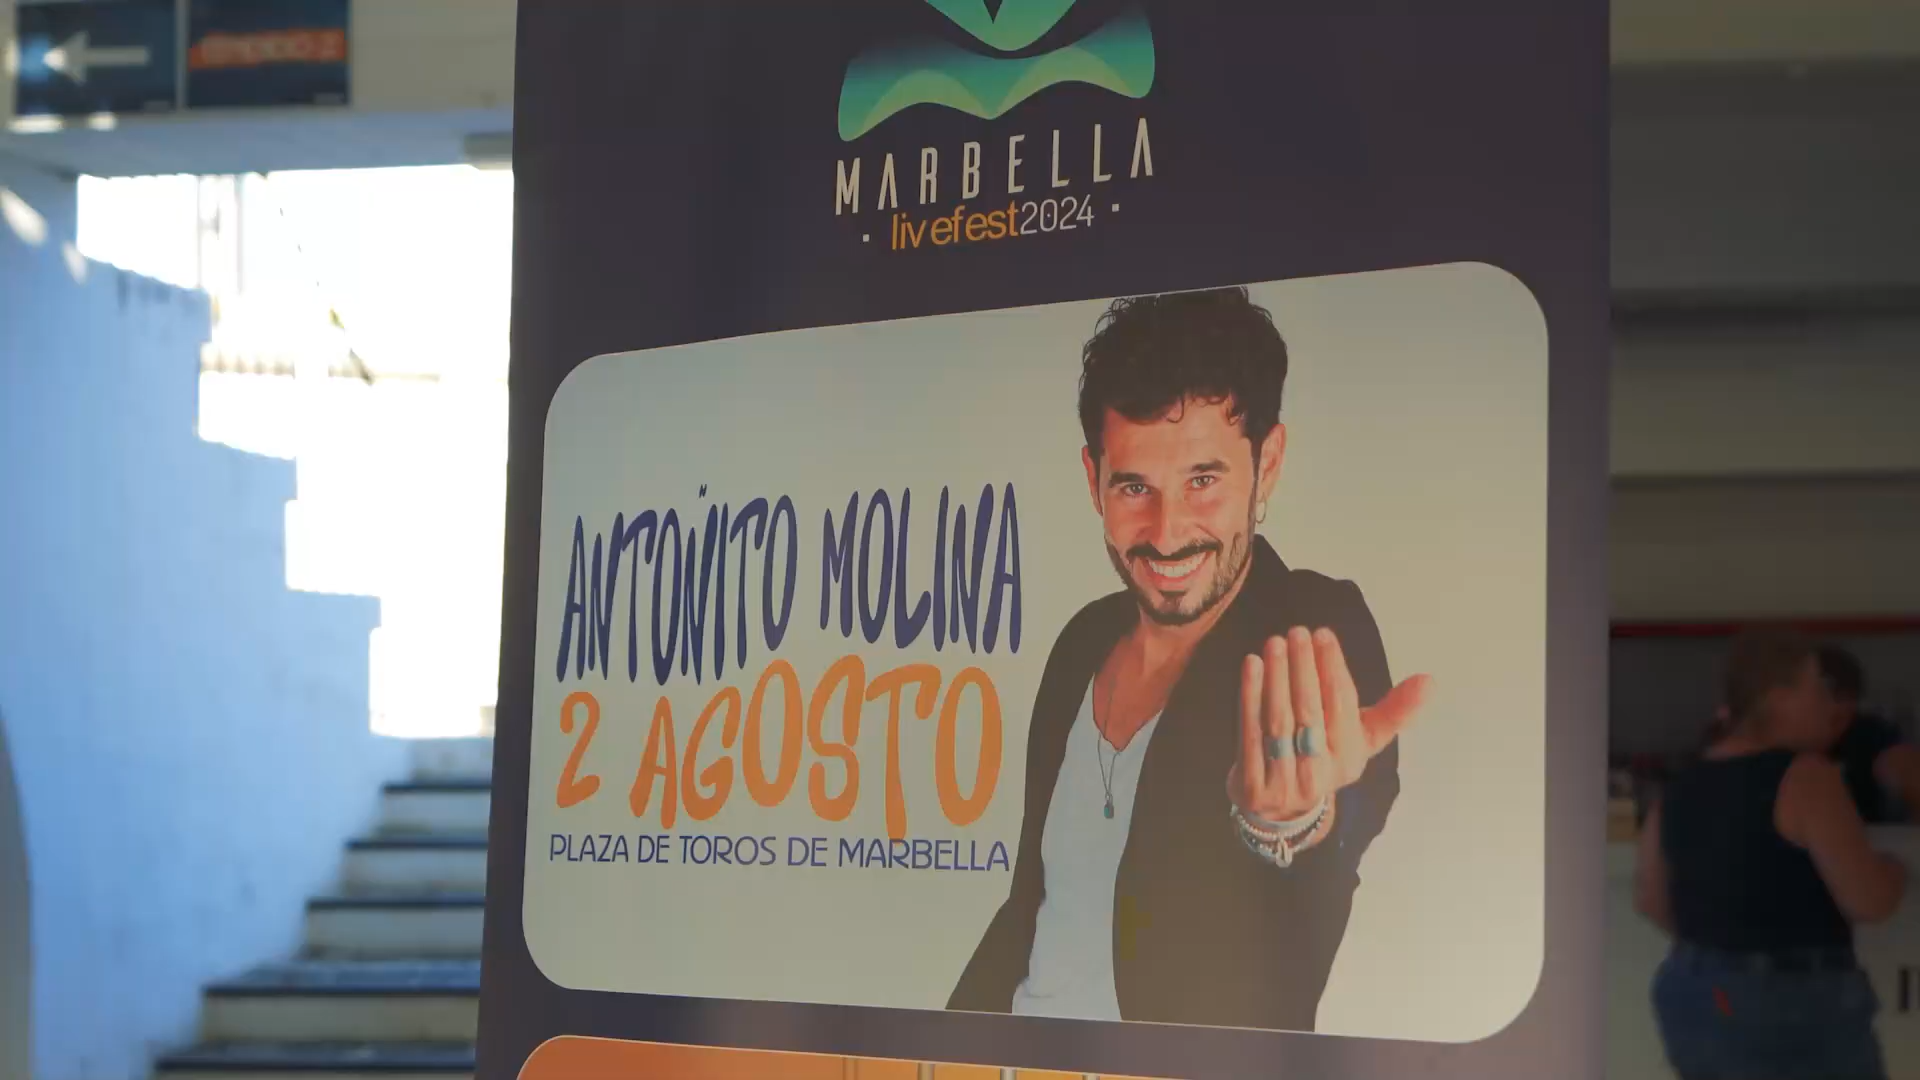 MARBELLA
· livefest2024 ·
ANTOÑITO MOLINA
2 AGOSTO
PLAZA DE TOROS DE MARBELLA